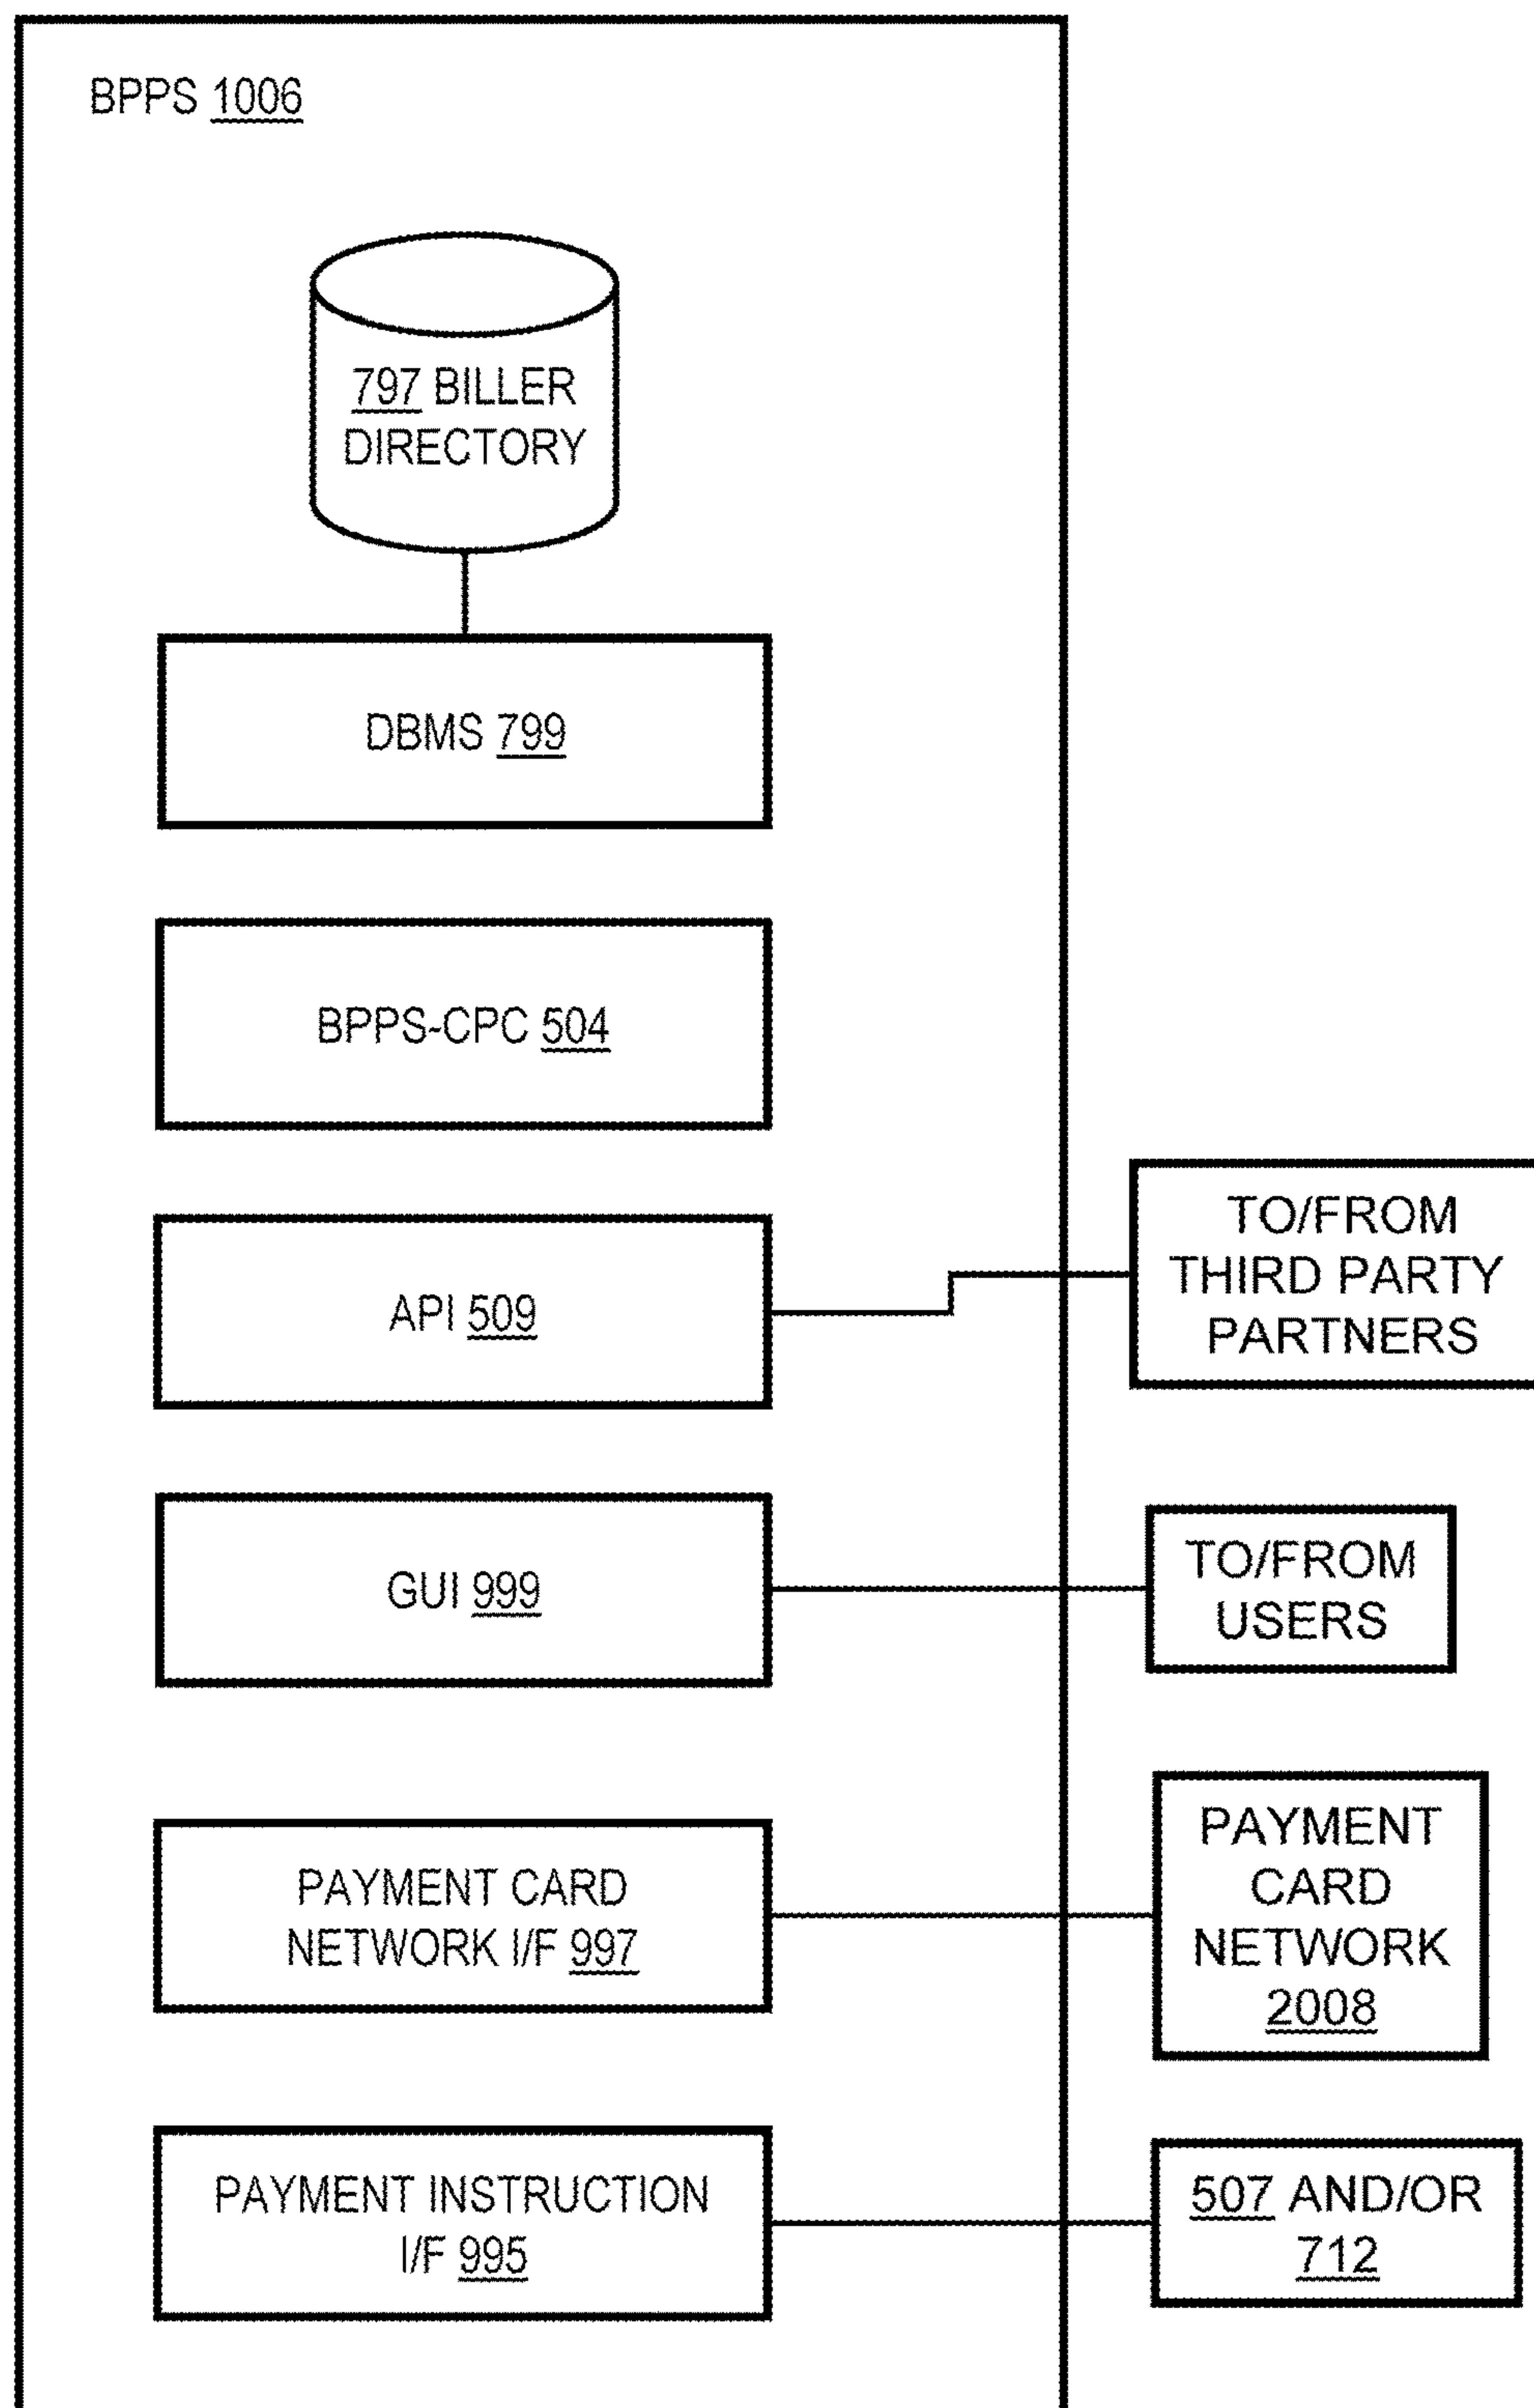 BPPS 1006
797 BILLER
DIRECTORY
DBMS 799
BPPS-CPC 504
API 509
TO/FROM
THIRD PARTY
PARTNERS
GUI 999
TO/FROM
USERS
PAYMENT CARD
NETWORK I/F 997
PAYMENT
CARD
NETWORK
2008
PAYMENT INSTRUCTION
I/F 995
507 AND/OR
712